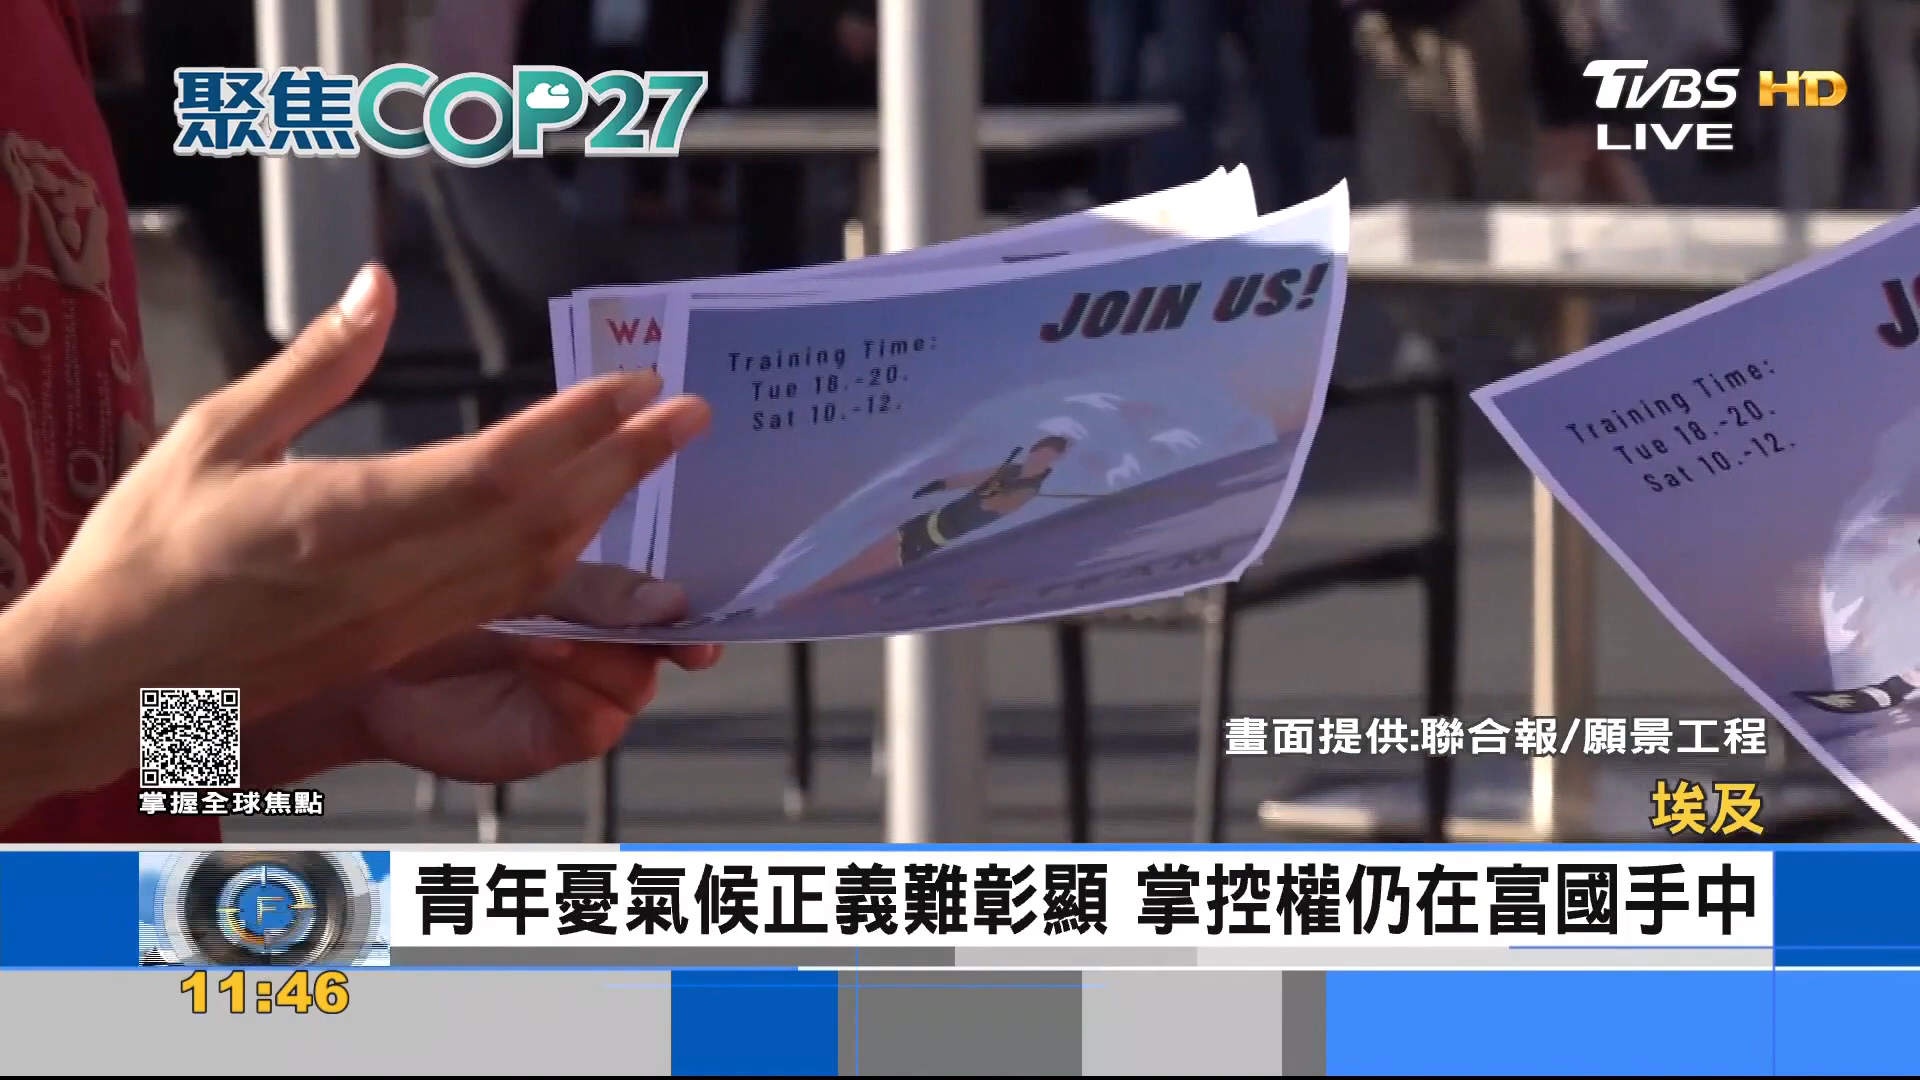 聚焦COP27
TVBS HD
LIVE
JOIN US!
WA
Training Time:
Tue 18.-20.
Sat 10.-12.
Training Time:
Tue 18.-20.
Sat 10.-12.
畫面提供:聯合報/願景工程
掌握全球焦點
埃及
青年憂氣候正義難彰顯 掌控權仍在富國手中
11:46